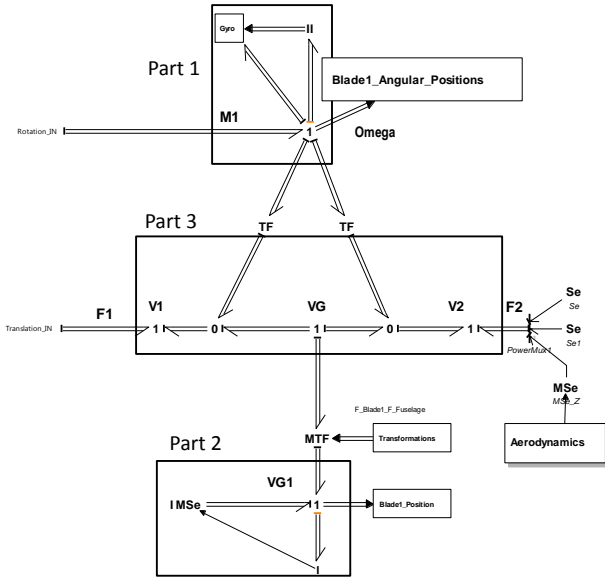 Gyro
II
Part 1
Blade1_Angular_Positions
M1
Rotation_IN
1
Omega
Part 3
TF
TF
Se
Se
F1
V1
VG
V2
F2
Translation_IN
1
0
1
0
1
Se
Se1
PowerMux1
MSe
MSe_Z
F_Blade1_F_Fuselage
MTF
Transformations
Aerodynamics
Part 2
VG1
I MSe
1
Blade1_Position
I